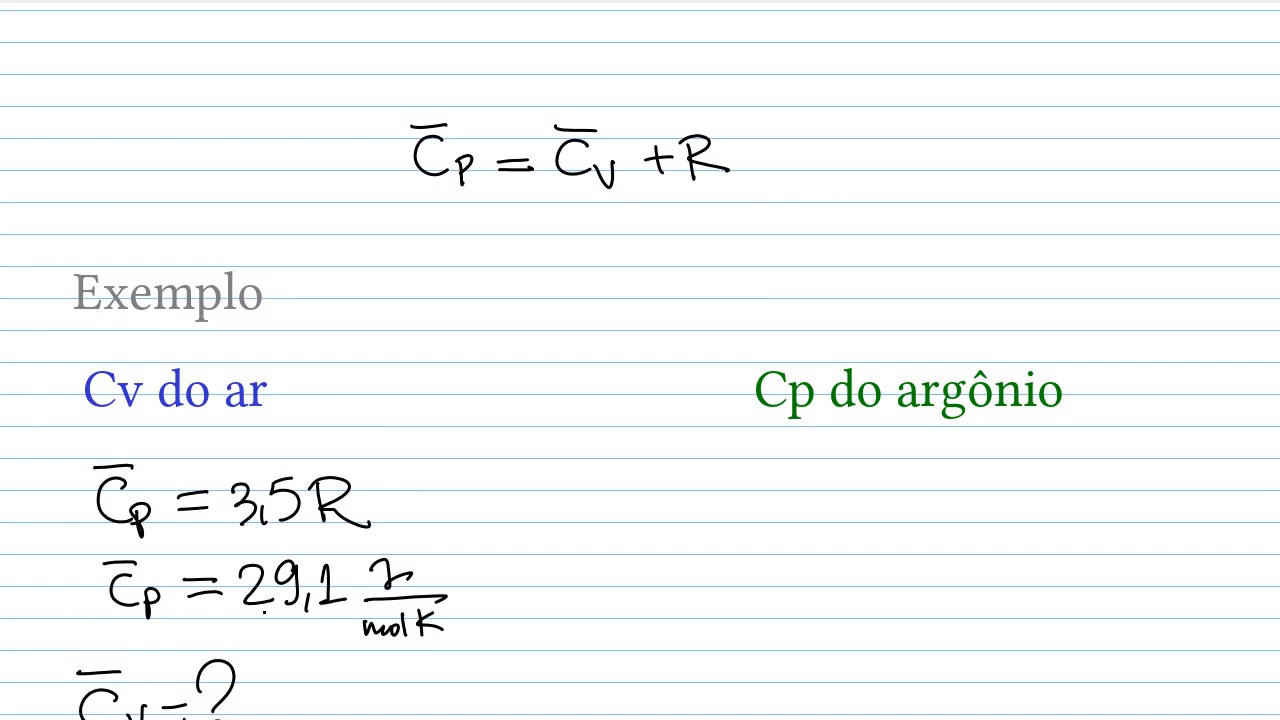 C̄p = C̄v + R
Exemplo
Cv do ar
Cp do argônio
C̄p = 3,5R
C̄p = 29,1 J/mol K
C̄v = ?